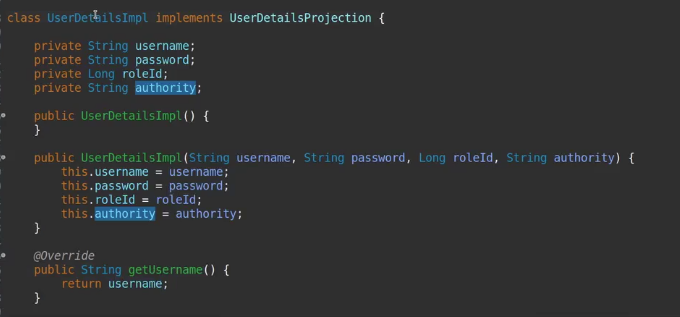 class UserDetailsImpl implements UserDetailsProjection {
private String username;
private String password;
private Long roleId;
private String authority;
public UserDetailsImpl() {
}
public UserDetailsImpl(String username, String password, Long roleId, String authority) {
this.username = username;
this.password = password;
this.roleId = roleId;
this.authority = authority;
}
@Override
public String getUsername() {
return username;
}